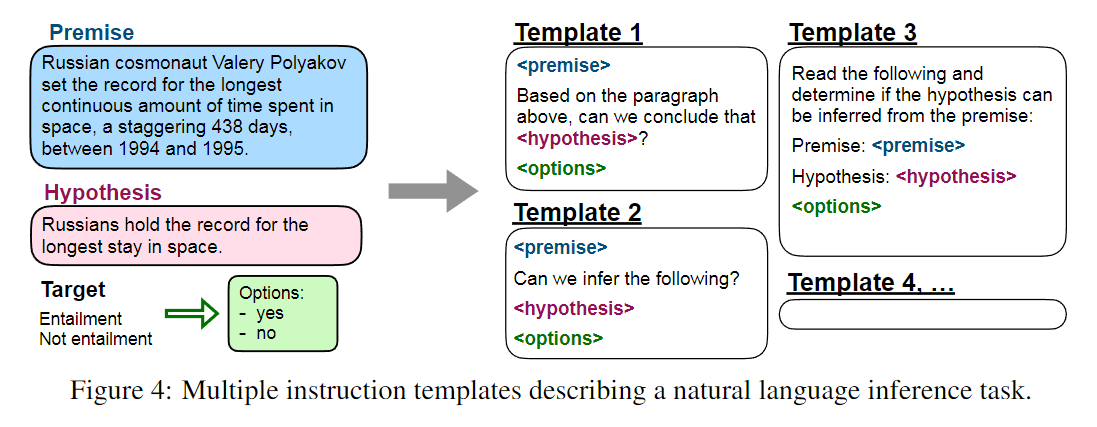 Premise
Russian cosmonaut Valery Polyakov
set the record for the longest
continuous amount of time spent in
space, a staggering 438 days,
between 1994 and 1995.
Hypothesis
Russians hold the record for the
longest stay in space.
Target
Entailment
Not entailment
Options:
- yes
- no
Template 1
<premise>
Based on the paragraph
above, can we conclude that
<hypothesis>?
<options>
Template 2
<premise>
Can we infer the following?
<hypothesis>
<options>
Template 3
Read the following and
determine if the hypothesis can
be inferred from the premise:
Premise: <premise>
Hypothesis: <hypothesis>
<options>
Template 4, …
Figure 4: Multiple instruction templates describing a natural language inference task.